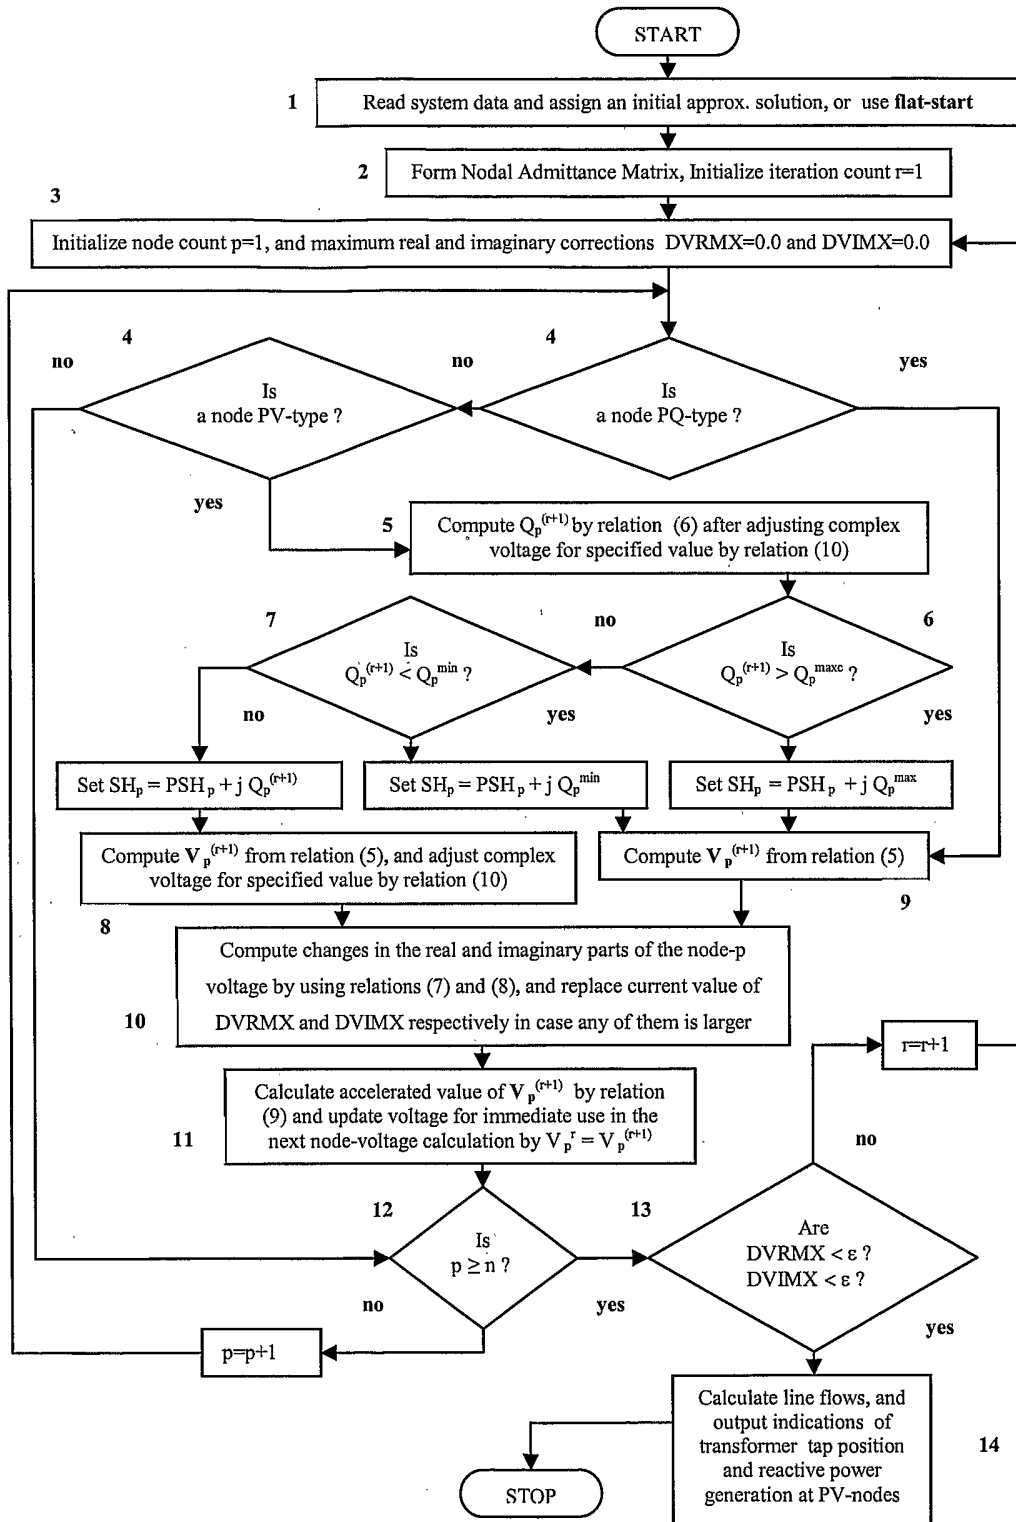 START
1
Read system data and assign an initial approx. solution, or use flat-start
2
Form Nodal Admittance Matrix, Initialize iteration count r=1
3
Initialize node count p=1, and maximum real and imaginary corrections DVRMX=0.0 and DVIMX=0.0
no
4
Is
a node PV-type ?
no
4
Is
a node PQ-type ?
yes
yes
5
Compute Qp^(r+1) by relation (6) after adjusting complex
voltage for specified value by relation (10)
7
Is
Qp^(r+1) < Qp^min ?
no
6
Is
Qp^(r+1) > Qp^maxc ?
no
yes
yes
Set SHp = PSHp + j Qp^(r+1)
Set SHp = PSHp + j Qp^min
Set SHp = PSHp + j Qp^max
Compute Vp^(r+1) from relation (5), and adjust complex
voltage for specified value by relation (10)
Compute Vp^(r+1) from relation (5)
8
9
Compute changes in the real and imaginary parts of the node-p
voltage by using relations (7) and (8), and replace current value of
DVRMX and DVIMX respectively in case any of them is larger
10
r=r+1
Calculate accelerated value of Vp^(r+1) by relation
(9) and update voltage for immediate use in the
next node-voltage calculation by Vp^r = Vp^(r+1)
11
no
12
Is
p ≥ n ?
13
Are
DVRMX < ε ?
DVIMX < ε ?
no
yes
yes
p=p+1
Calculate line flows, and
output indications of
transformer tap position
and reactive power
generation at PV-nodes
14
STOP